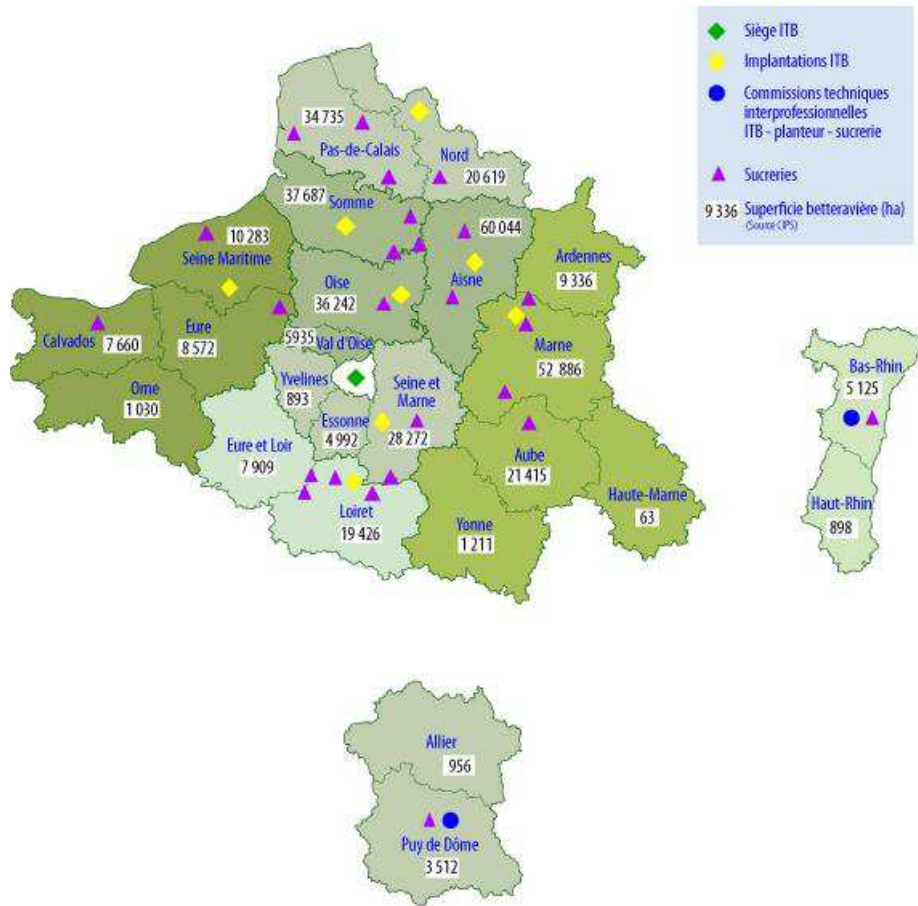 Siège ITB
Implantations ITB
Commissions techniques
interprofessionnelles
ITB - planteur - sucrerie
Sucreries
9 336 Superficie betteravière (ha)
(Source CIPS)
34 735
Pas-de-Calais
Nord
20 619
37 687
Somme
60 044
Aisne
10 283
Seine Maritime
Ardennes
9 336
Oise
36 242
Calvados
7 660
Eure
8 572
5935
Val d'Oise
Marne
52 886
Orne
1 030
Yvelines
893
Seine et
Marne
28 272
Essonne
4 992
Eure et Loir
7 909
Aube
21 415
Haute-Marne
63
Loiret
19 426
Yonne
1 211
Bas-Rhin
5 125
Haut-Rhin
898
Allier
956
Puy de Dôme
3 512